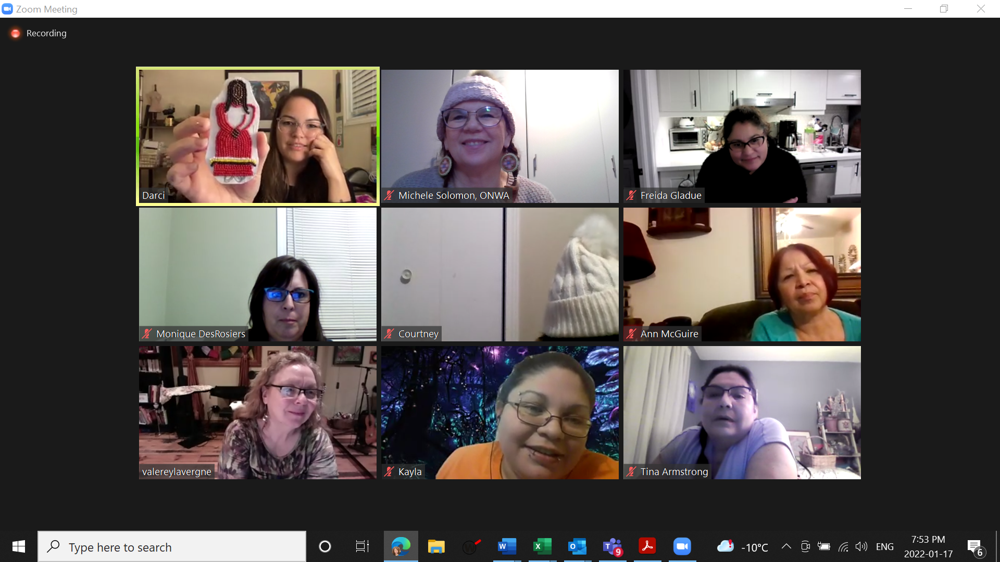 Zoom Meeting
Recording
Darci
Michele Solomon, ONWA
Freida Gladue
Monique DesRosiers
Courtney
Ann McGuire
valereylavergne
Kayla
Tina Armstrong
Type here to search
W
W
X
O
T
9
-10°C
ENG
7:53 PM
2022-01-17
6